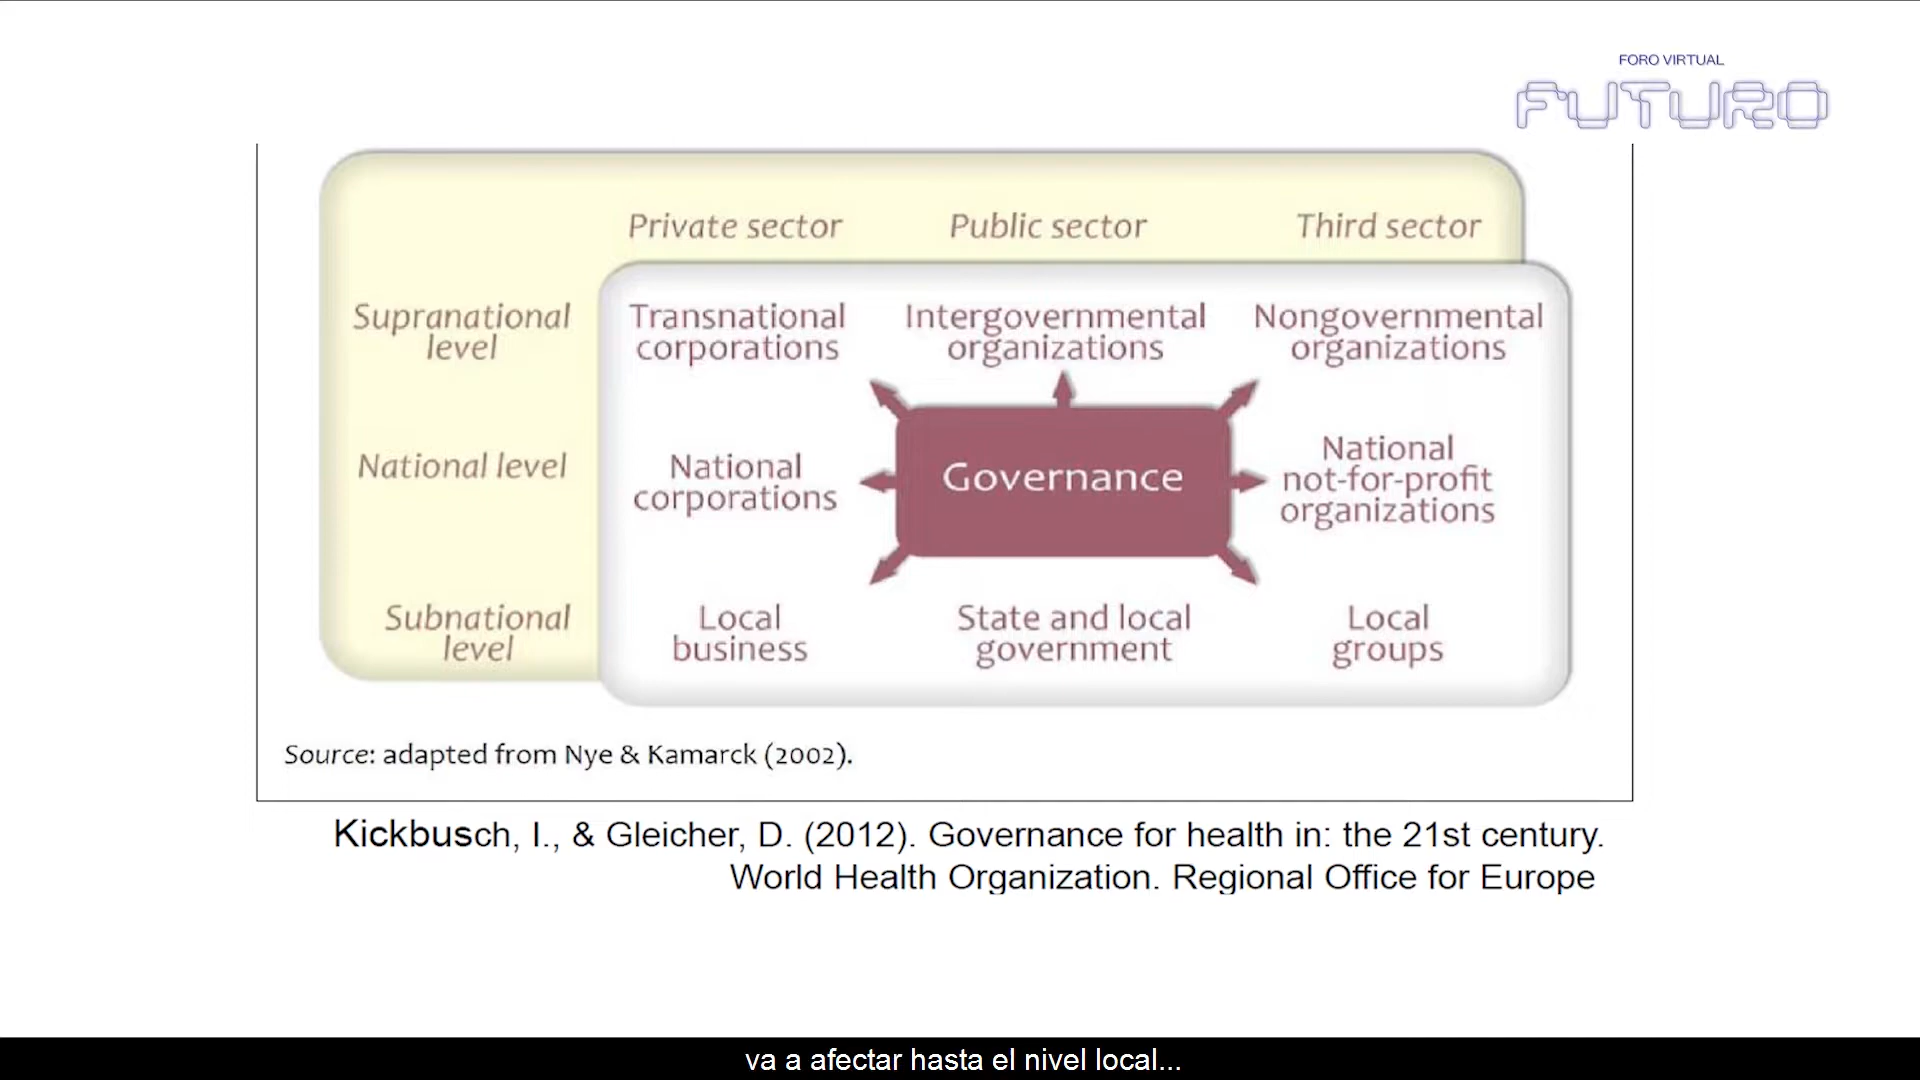 FORO VIRTUAL
FUTURO
Private sector
Public sector
Third sector
Supranational
level
Transnational
corporations
Intergovernmental
organizations
Nongovernmental
organizations
National level
National
corporations
Governance
National
not-for-profit
organizations
Subnational
level
Local
business
State and local
government
Local
groups
Source: adapted from Nye & Kamarck (2002).
Kickbusch, I., & Gleicher, D. (2012). Governance for health in: the 21st century.
World Health Organization. Regional Office for Europe
va a afectar hasta el nivel local...